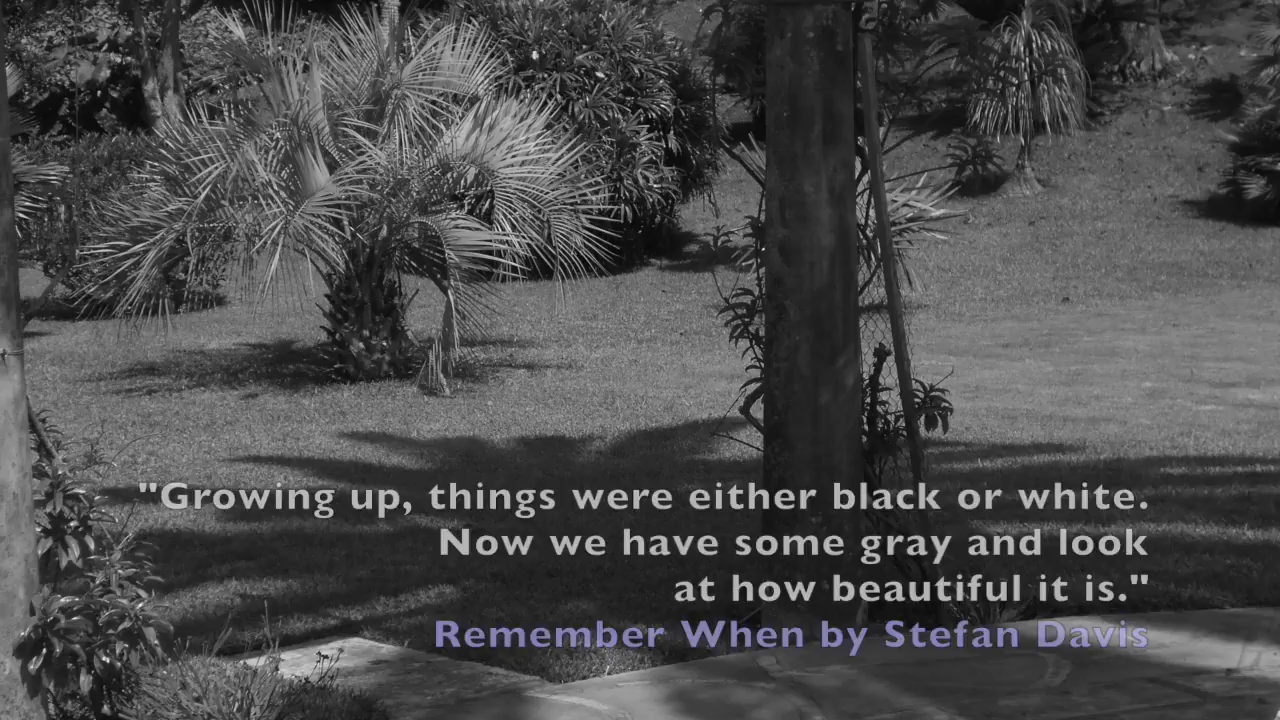 "Growing up, things were either black or white.
Now we have some gray and look
at how beautiful it is."
Remember When by Stefan Davis